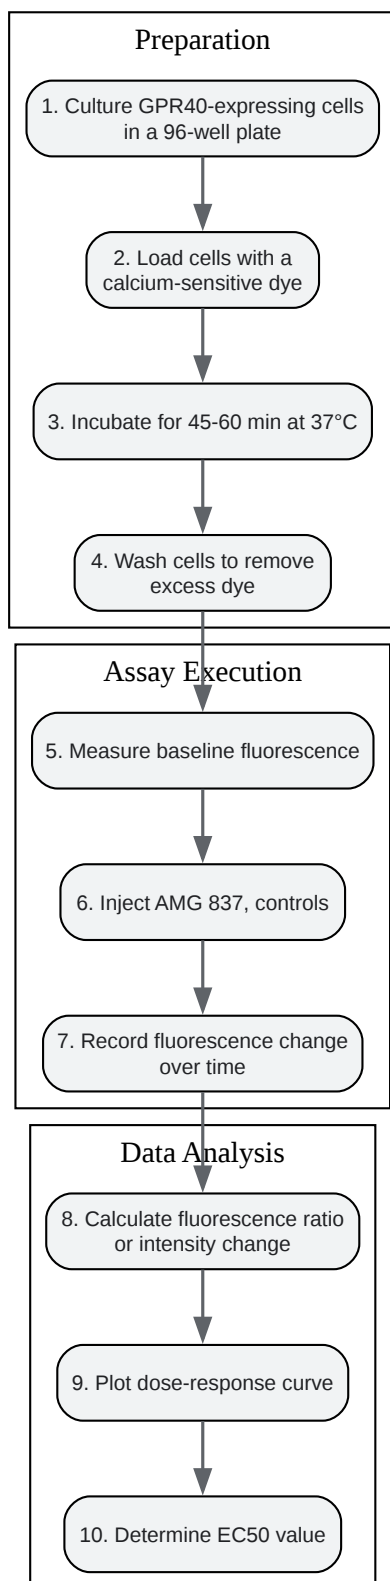 Preparation
1. Culture GPR40-expressing cells
in a 96-well plate
2. Load cells with a
calcium-sensitive dye
3. Incubate for 45-60 min at 37°C
4. Wash cells to remove
excess dye
Assay Execution
5. Measure baseline fluorescence
6. Inject AMG 837, controls
7. Record fluorescence change
over time
Data Analysis
8. Calculate fluorescence ratio
or intensity change
9. Plot dose-response curve
10. Determine EC50 value